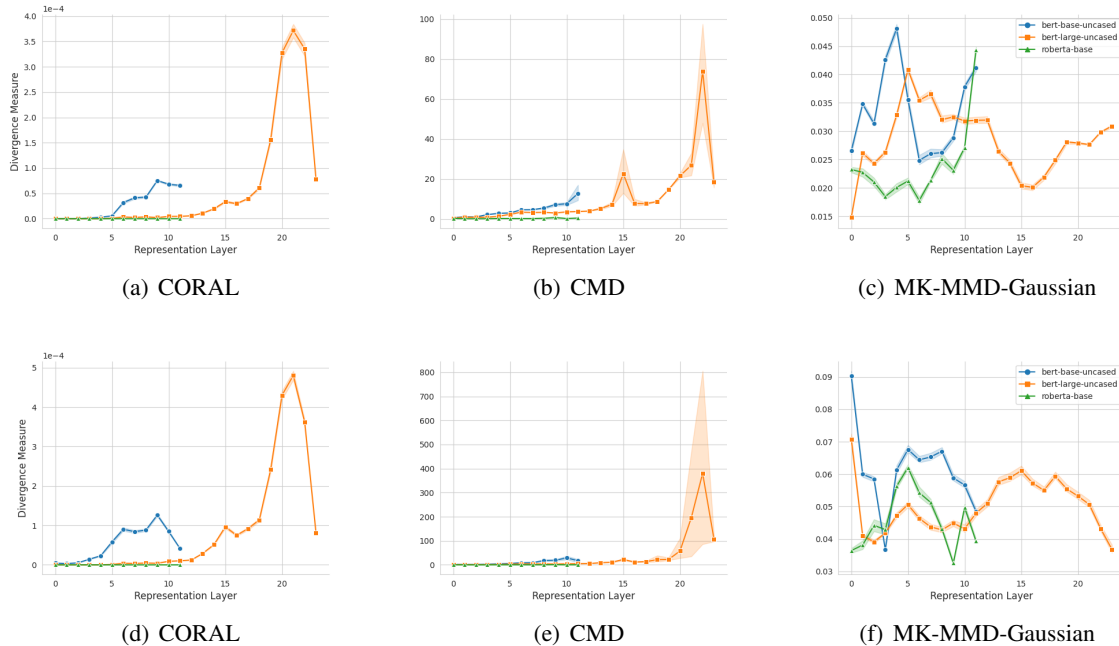 1e−4
4.0
3.5
3.0
2.5
2.0
1.5
1.0
0.5
0.0
Divergence Measure
0 5 10 15 20
Representation Layer
(a) CORAL
100
80
60
40
20
0
0 5 10 15 20
Representation Layer
(b) CMD
0.050
0.045
0.040
0.035
0.030
0.025
0.020
0.015
bert-base-uncased
bert-large-uncased
roberta-base
0 5 10 15 20
Representation Layer
(c) MK-MMD-Gaussian
1e−4
5
4
3
2
1
0
Divergence Measure
0 5 10 15 20
Representation Layer
(d) CORAL
800
700
600
500
400
300
200
100
0
0 5 10 15 20
Representation Layer
(e) CMD
0.09
0.08
0.07
0.06
0.05
0.04
0.03
bert-base-uncased
bert-large-uncased
roberta-base
0 5 10 15 20
Representation Layer
(f) MK-MMD-Gaussian